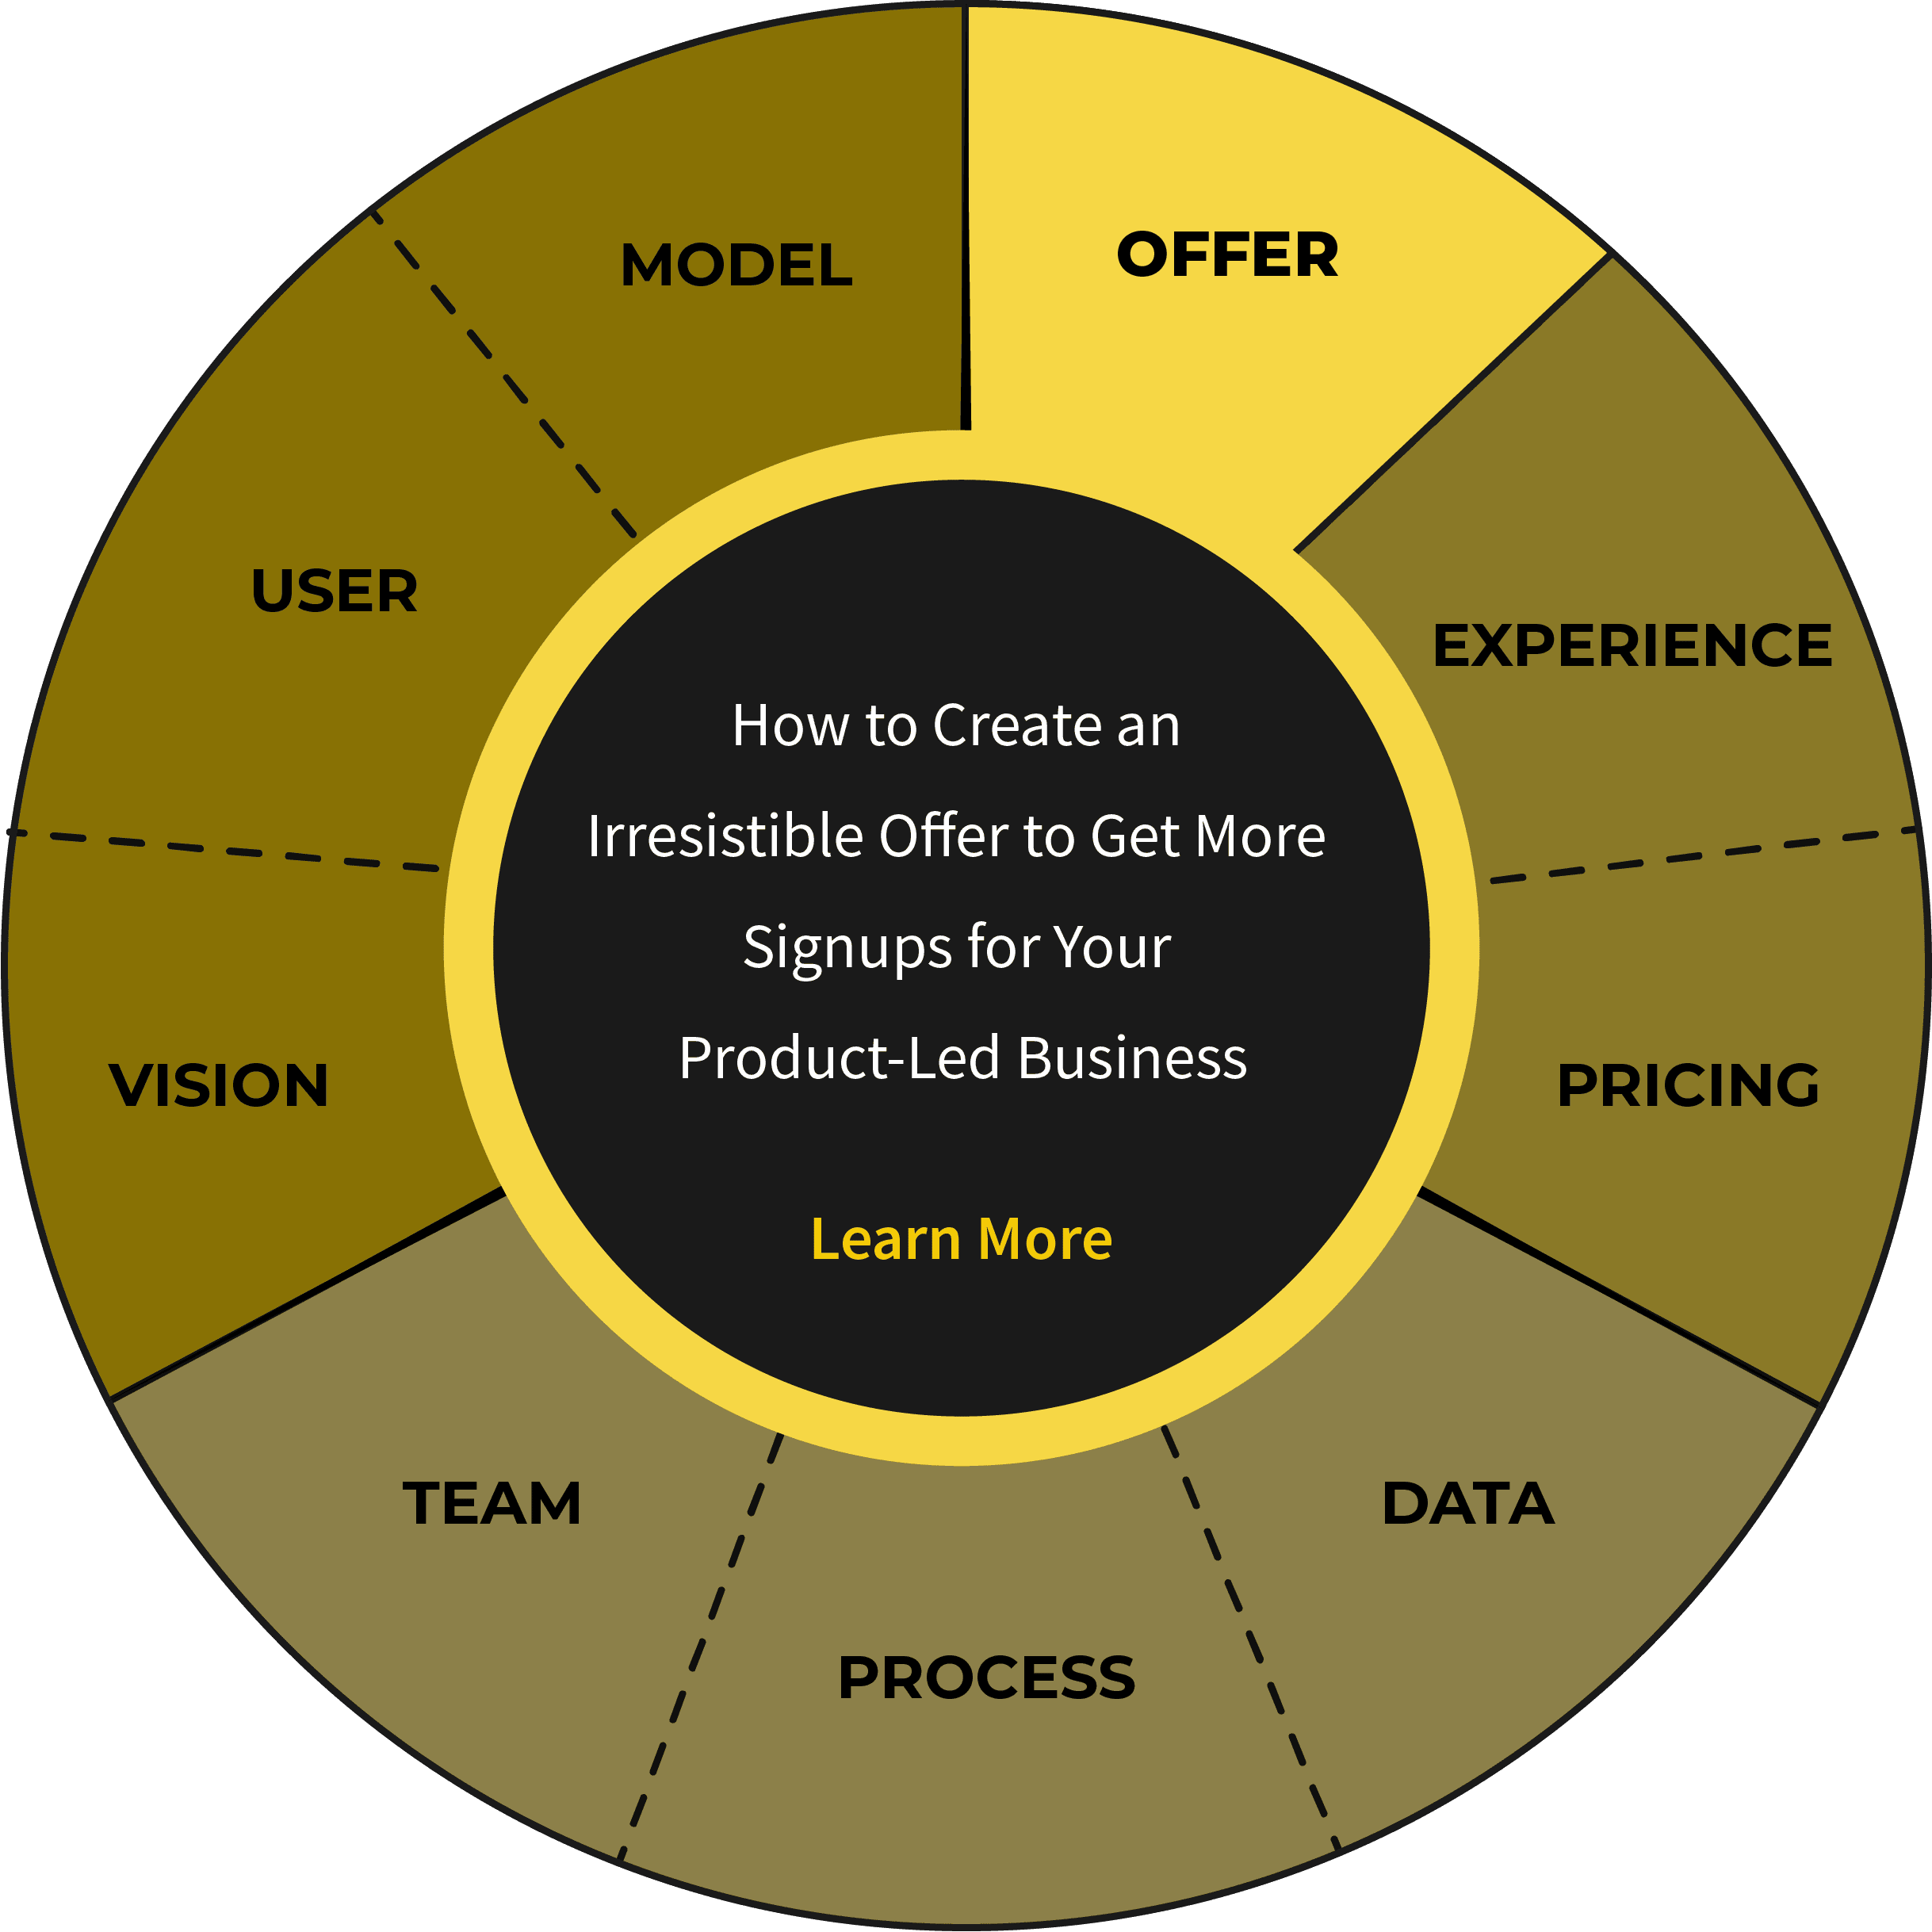 MODEL
OFFER
USER
EXPERIENCE
How to Create an
Irresistible Offer to Get More
Signups for Your
Product-Led Business
VISION
PRICING
Learn More
TEAM
DATA
PROCESS